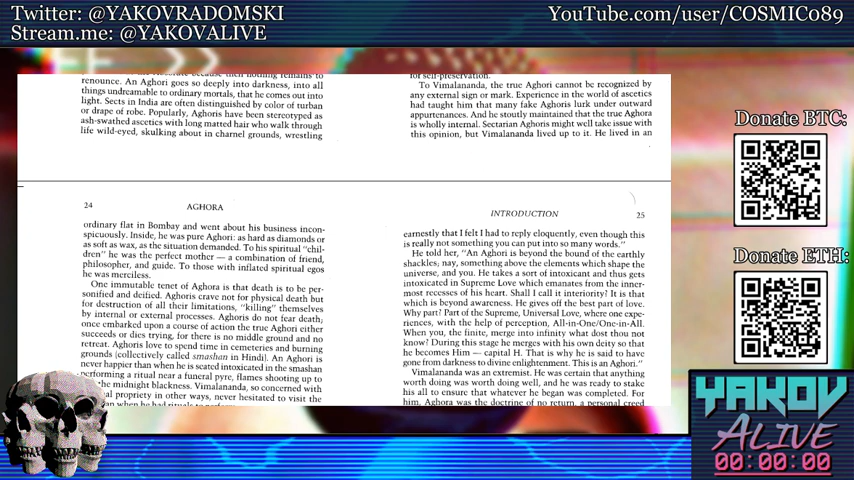 Twitter: @YAKOVRADOMSKI
Stream.me: @YAKOVALIVE
YouTube.com/user/COSMIC089
because then nothing remains to
renounce. An Aghori goes so deeply into darkness, into all
things undreamable to ordinary mortals, that he comes out into
light. Sects in India are often distinguished by color of turban
or drape of robe. Popularly, Aghoris have been stereotyped as
ash-swathed ascetics with long matted hair who walk through
life wild-eyed, skulking about in charnel grounds, wrestling
for self-preservation.
To Vimalananda, the true Aghori cannot be recognized by
any external sign or mark. Experience in the world of ascetics
had taught him that many fake Aghoris lurk under outward
appurtenances. And he stoutly maintained that the true Aghora
is wholly internal. Sectarian Aghoris might well take issue with
this opinion, but Vimalananda lived up to it. He lived in an
24 AGHORA
ordinary flat in Bombay and went about his business incon-
spicuously. Inside, he was pure Aghori: as hard as diamonds or
as soft as wax, as the situation demanded. To his spiritual "chil-
dren" he was the perfect mother — a combination of friend,
philosopher, and guide. To those with inflated spiritual egos
he was merciless.
One immutable tenet of Aghora is that death is to be per-
sonified and deified. Aghoris crave not for physical death but
for destruction of all their limitations, "killing" themselves
by internal or external processes. Aghoris do not fear death;
once embarked upon a course of action the true Aghori either
succeeds or dies trying, for there is no middle ground and no
retreat. Aghoris love to spend time in cemeteries and burning
grounds (collectively called smashan in Hindi). An Aghori is
never happier than when he is seated intoxicated in the smashan
performing a ritual near a funeral pyre, flames shooting up to
the midnight blackness. Vimalananda, so concerned with
propriety in other ways, never hesitated to visit the
when he had rituals to
INTRODUCTION 25
earnestly that I felt I had to reply eloquently, even though this
is really not something you can put into so many words."
He told her, "An Aghori is beyond the bound of the earthly
shackles; nay, something above the elements which shape the
universe, and you. He takes a sort of intoxicant and thus gets
intoxicated in Supreme Love which emanates from the inner-
most recesses of his heart. Shall I call it interiority? It is that
which is beyond awareness. He gives off the best part of love.
Why part? Part of the Supreme, Universal Love, where one expe-
riences, with the help of perception, All-in-One/One-in-All.
When you, the finite, merge into infinity what dost thou not
know? During this stage he merges with his own deity so that
he becomes Him — capital H. That is why he is said to have
gone from darkness to divine enlightenment. This is an Aghori."
Vimalananda was an extremist. He was certain that anything
worth doing was worth doing well, and he was ready to stake
his all to ensure that whatever he began was completed. For
him, Aghora was the doctrine of no return, a personal creed
Donate BTC:
Donate ETH:
YAKOV
ALIVE
00:00:00